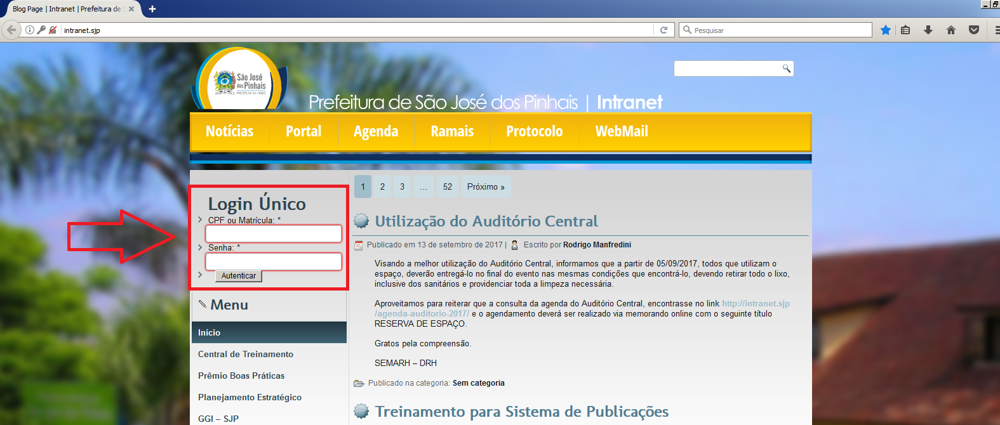 Blog Page | Intranet | Prefeitura de
intranet.sjp
Pesquisar
São José
dos Pinhais
PREFEITURA DA CIDADE
Prefeitura de São José dos Pinhais | Intranet
Notícias Portal Agenda Ramais Protocolo WebMail
Login Único
CPF ou Matrícula: *
Senha: *
Autenticar
Menu
Início
Central de Treinamento
Prêmio Boas Práticas
Planejamento Estratégico
GGI – SJP
1 2 3 ... 52 Próximo »
Utilização do Auditório Central
Publicado em 13 de setembro de 2017 | Escrito por Rodrigo Manfredini
Visando a melhor utilização do Auditório Central, informamos que a partir de 05/09/2017, todos que utilizam o
espaço, deverão entregá-lo no final do evento nas mesmas condições que encontrá-lo, devendo retirar todo o lixo,
inclusive dos sanitários e providenciar toda a limpeza necessária.
Aproveitamos para reiterar que a consulta da agenda do Auditório Central, encontrasse no link http://intranet.sjp
/agenda-auditorio-2017/ e o agendamento deverá ser realizado via memorando online com o seguinte título
RESERVA DE ESPAÇO.
Gratos pela compreensão.
SEMARH – DRH
Publicado na categoria: Sem categoria
Treinamento para Sistema de Publicações